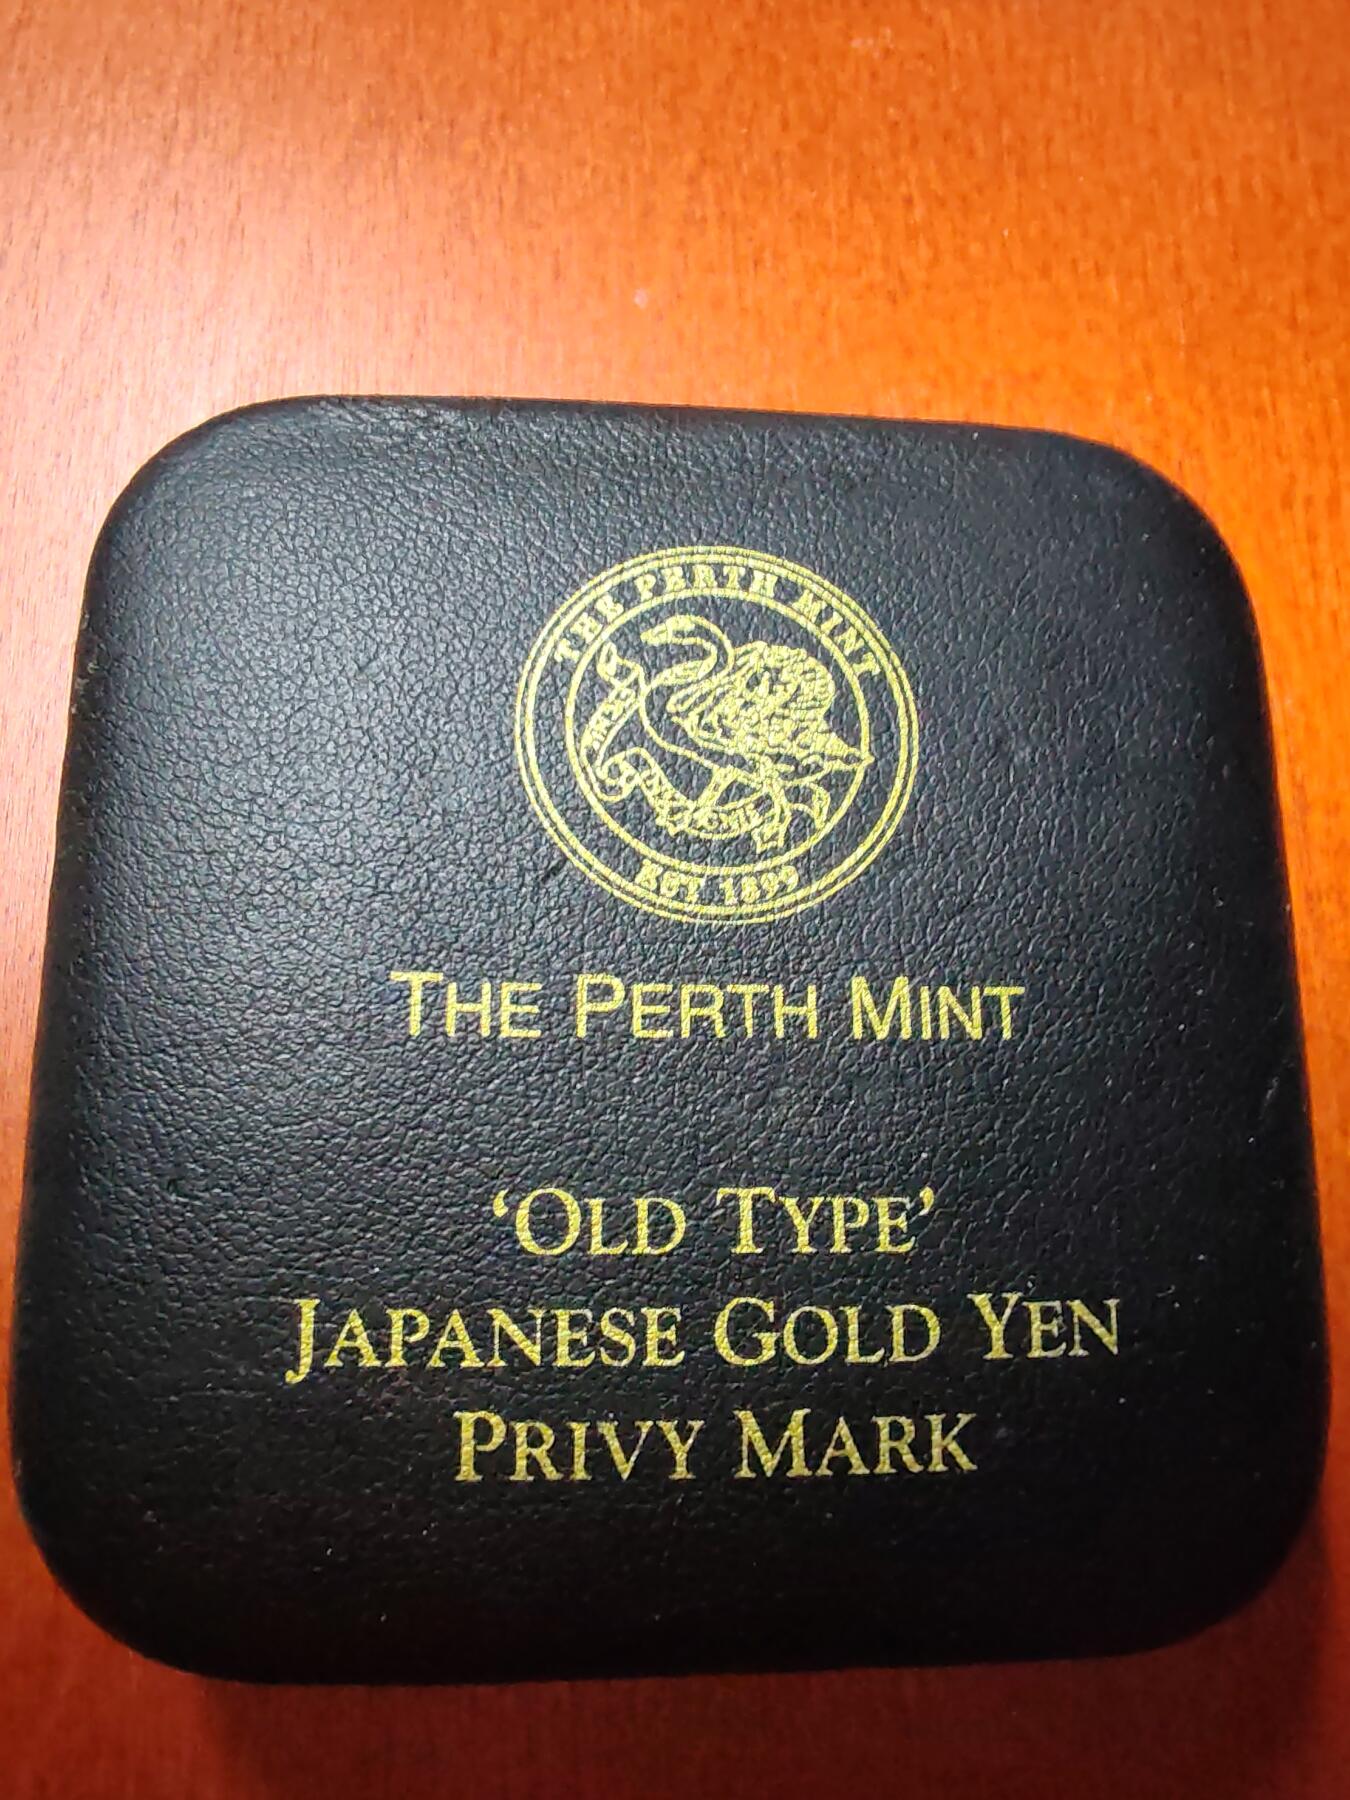 THE PERTH MINT
EST 1899
THE PERTH MINT
‘OLD TYPE’
JAPANESE GOLD YEN
PRIVY MARK